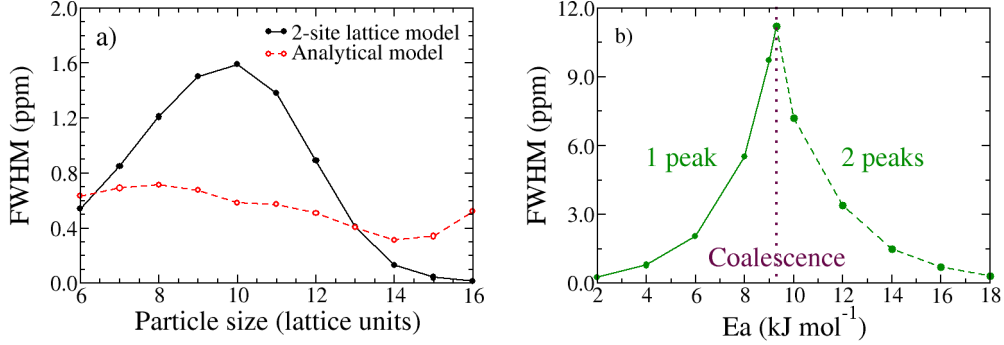 a)
2-site lattice model
Analytical model
FWHM (ppm)
2.0
1.6
1.2
0.8
0.4
0.0
6 8 10 12 14 16
Particle size (lattice units)
b)
FWHM (ppm)
12.0
9.0
6.0
3.0
0.0
1 peak
2 peaks
Coalescence
2 4 6 8 10 12 14 16 18
Ea (kJ mol⁻¹)